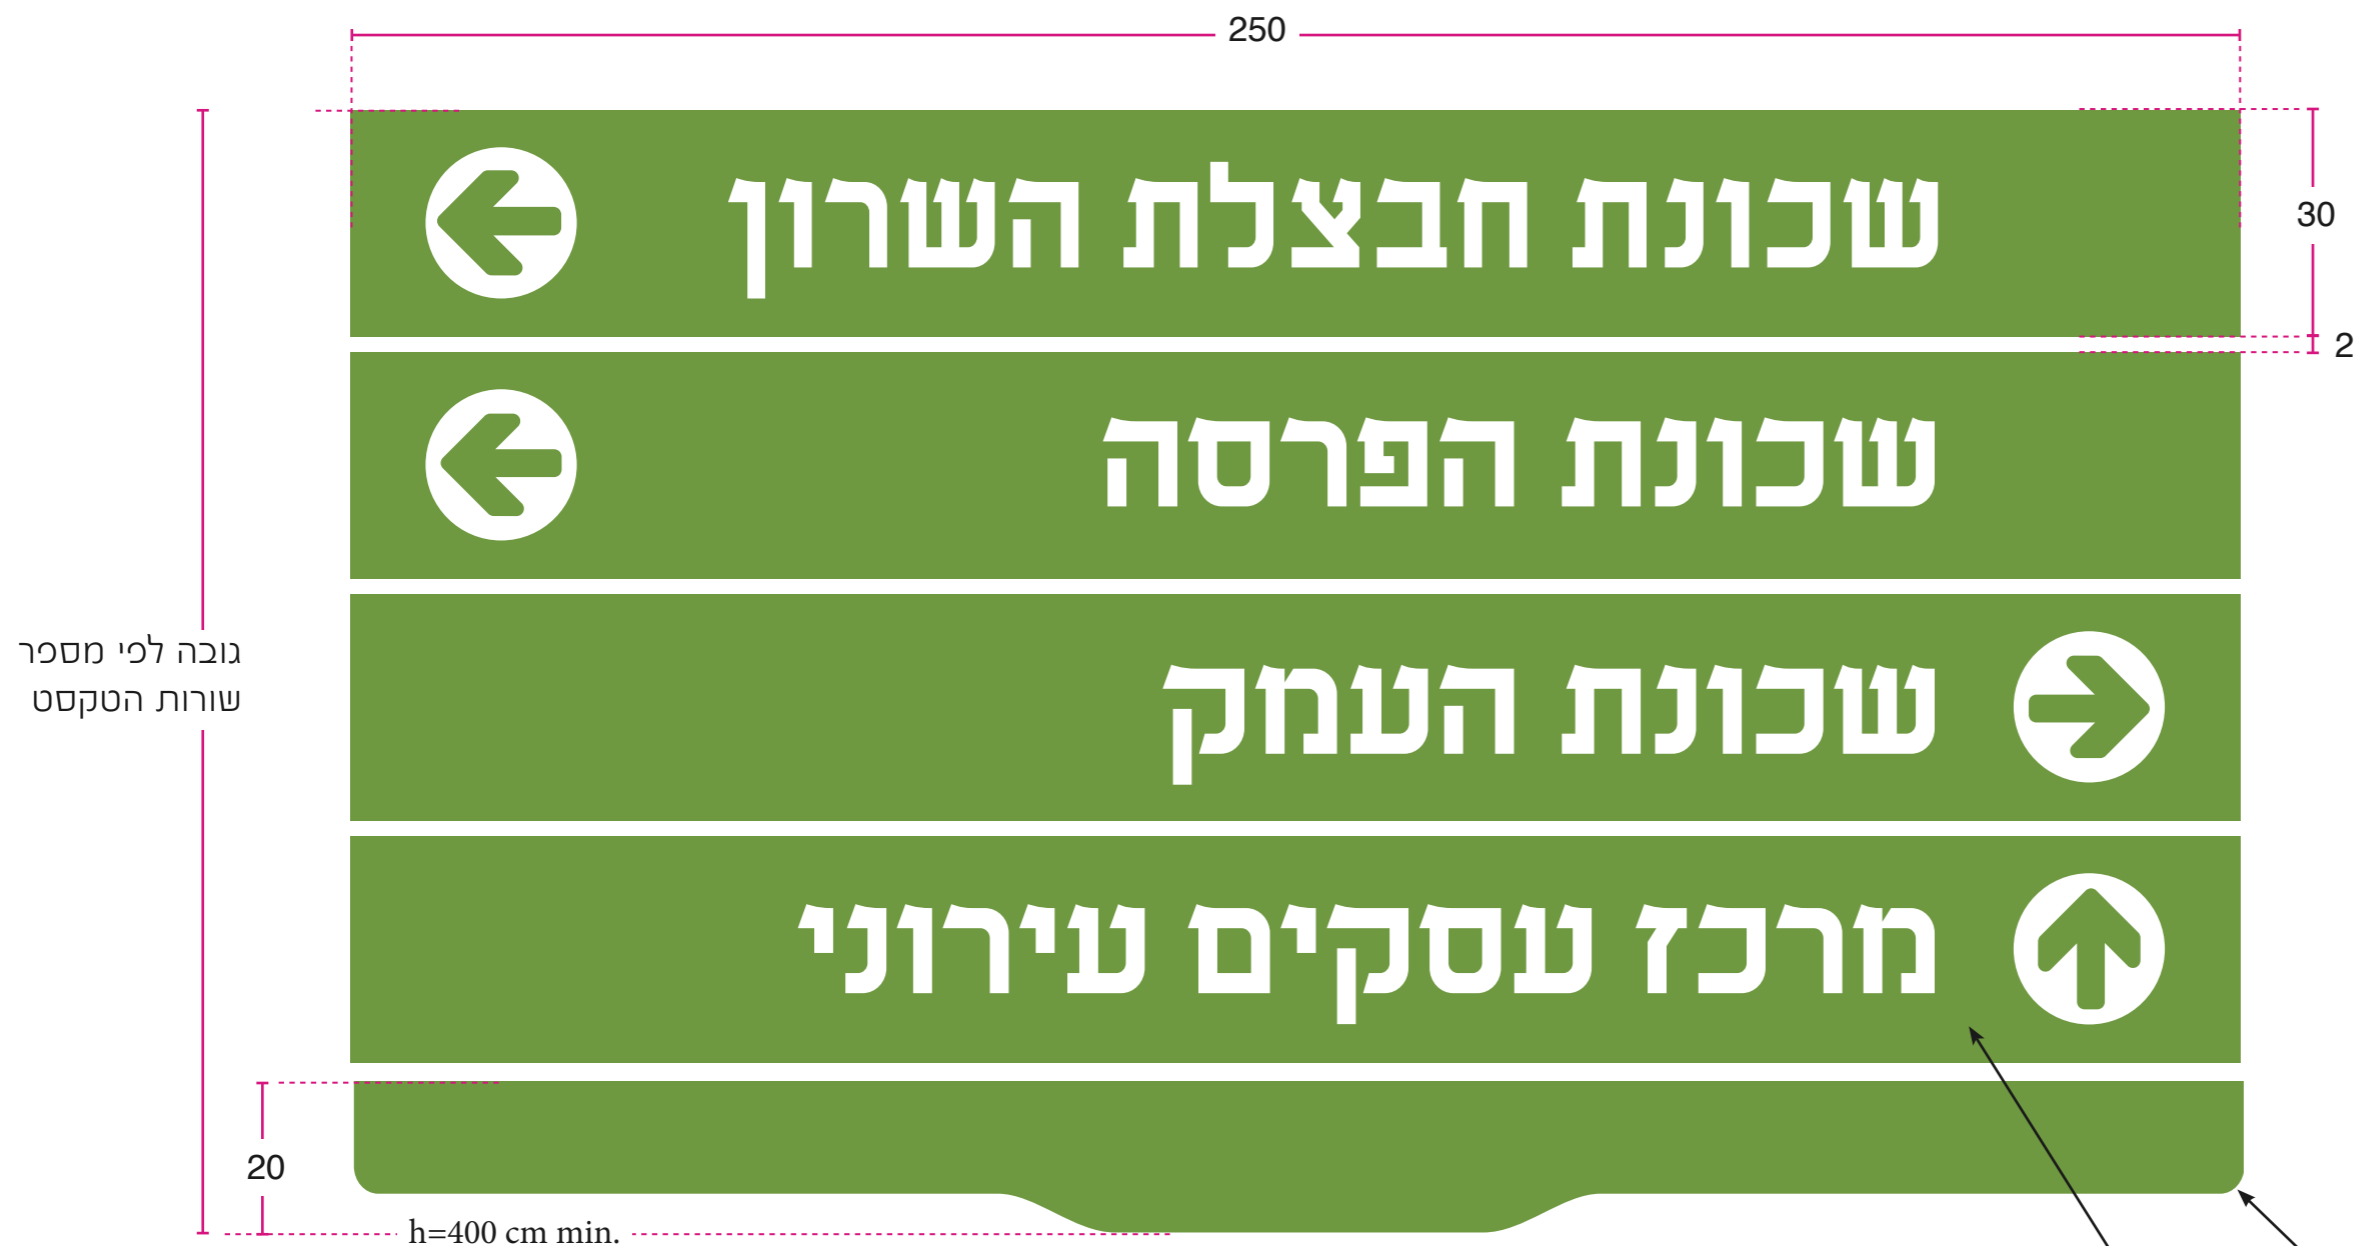 250
שכונת חבצלת השרון
30
2
שכונת הפרסה
גובה לפי מספר
שורות הטקסט
שכונת העמק
מרכז עסקים עירוני
20
h=400 cm min.